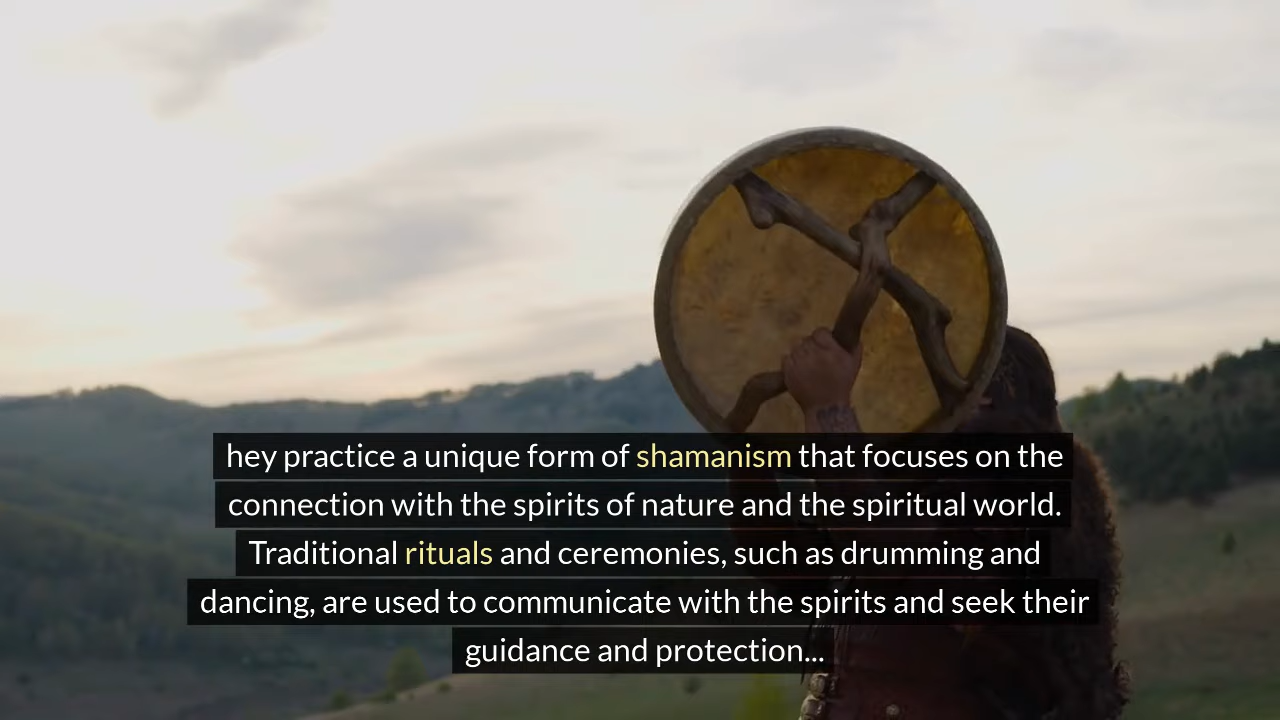 hey practice a unique form of shamanism that focuses on the
connection with the spirits of nature and the spiritual world.
Traditional rituals and ceremonies, such as drumming and
dancing, are used to communicate with the spirits and seek their
guidance and protection...